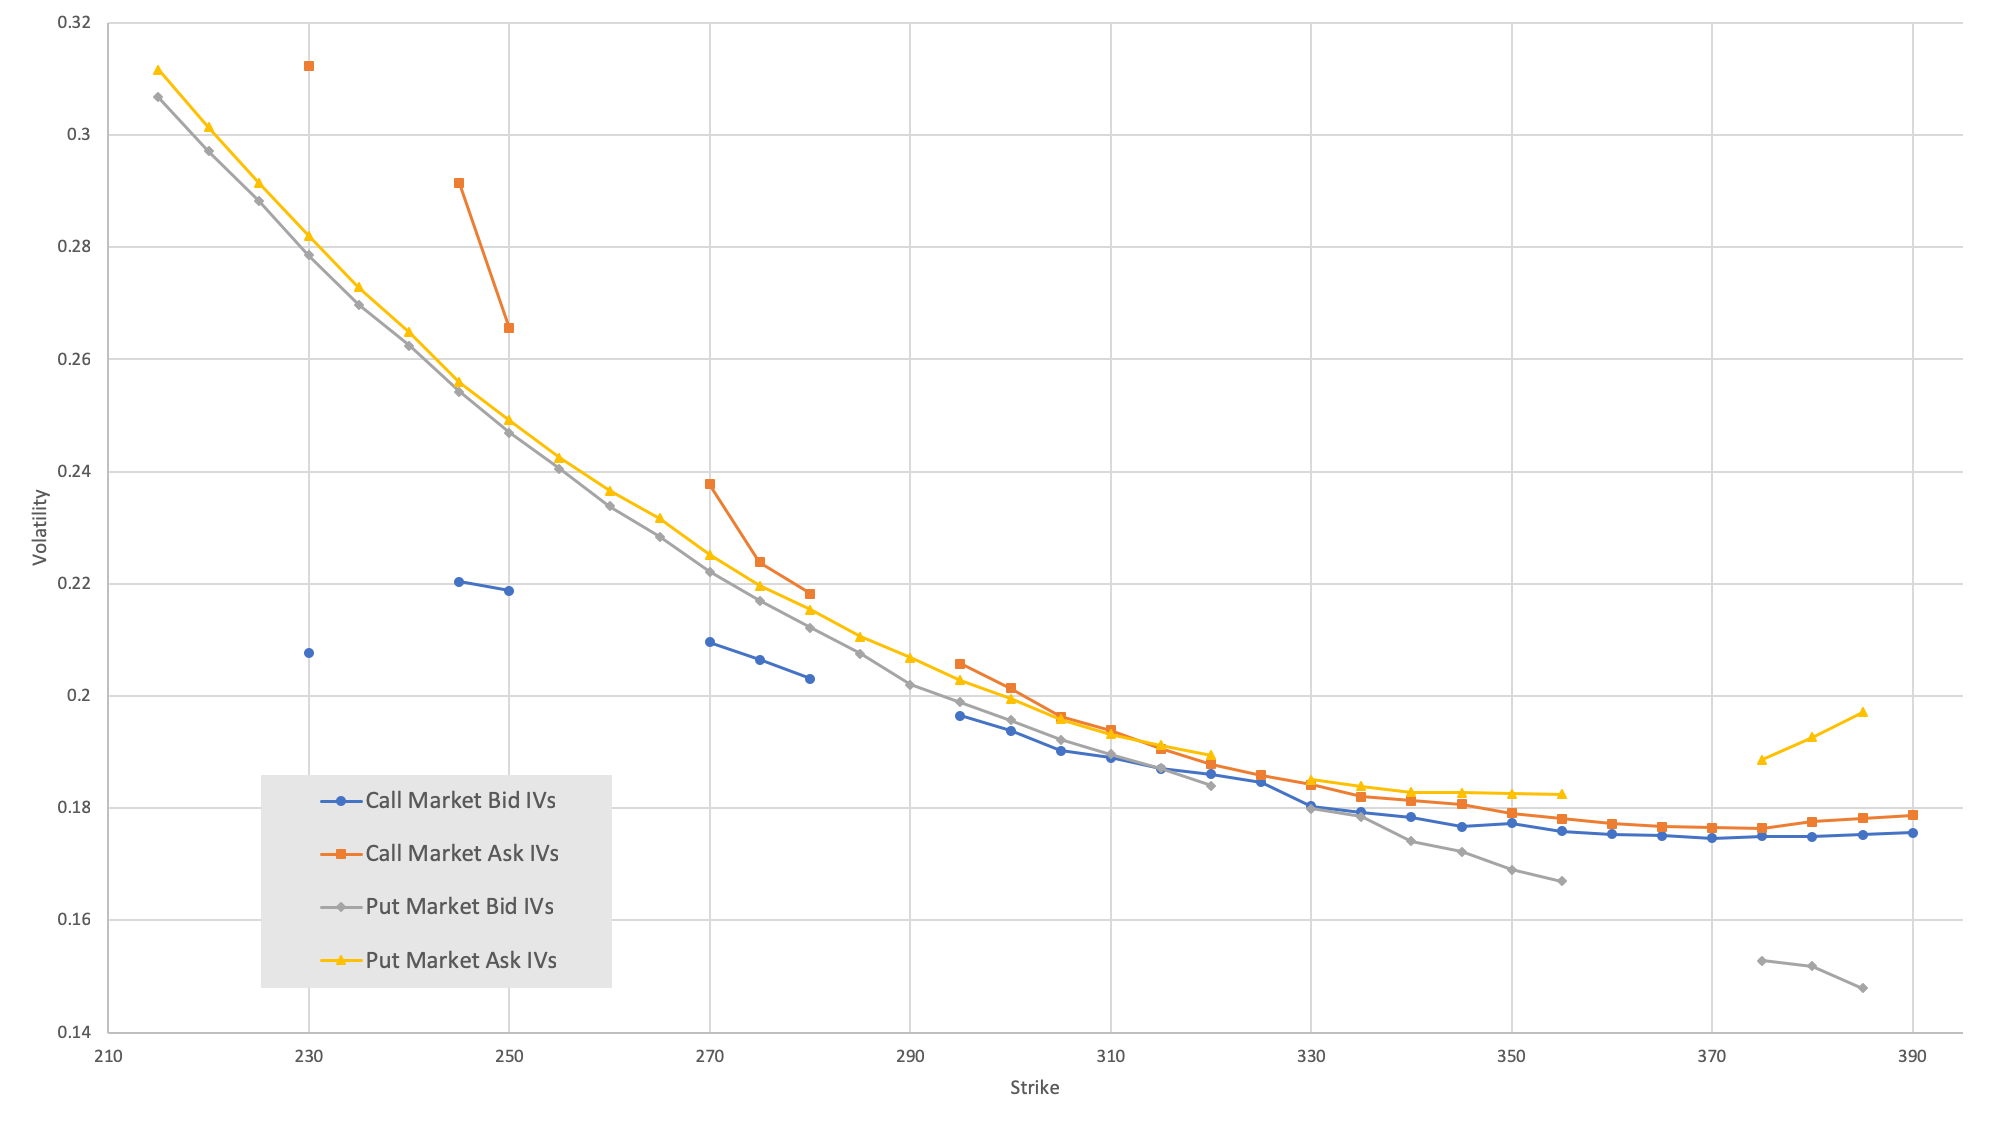 0.32
0.3
0.28
0.26
0.24
0.22
0.2
0.18
0.16
0.14
Volatility
Call Market Bid IVs
Call Market Ask IVs
Put Market Bid IVs
Put Market Ask IVs
210 230 250 270 290 310 330 350 370 390
Strike